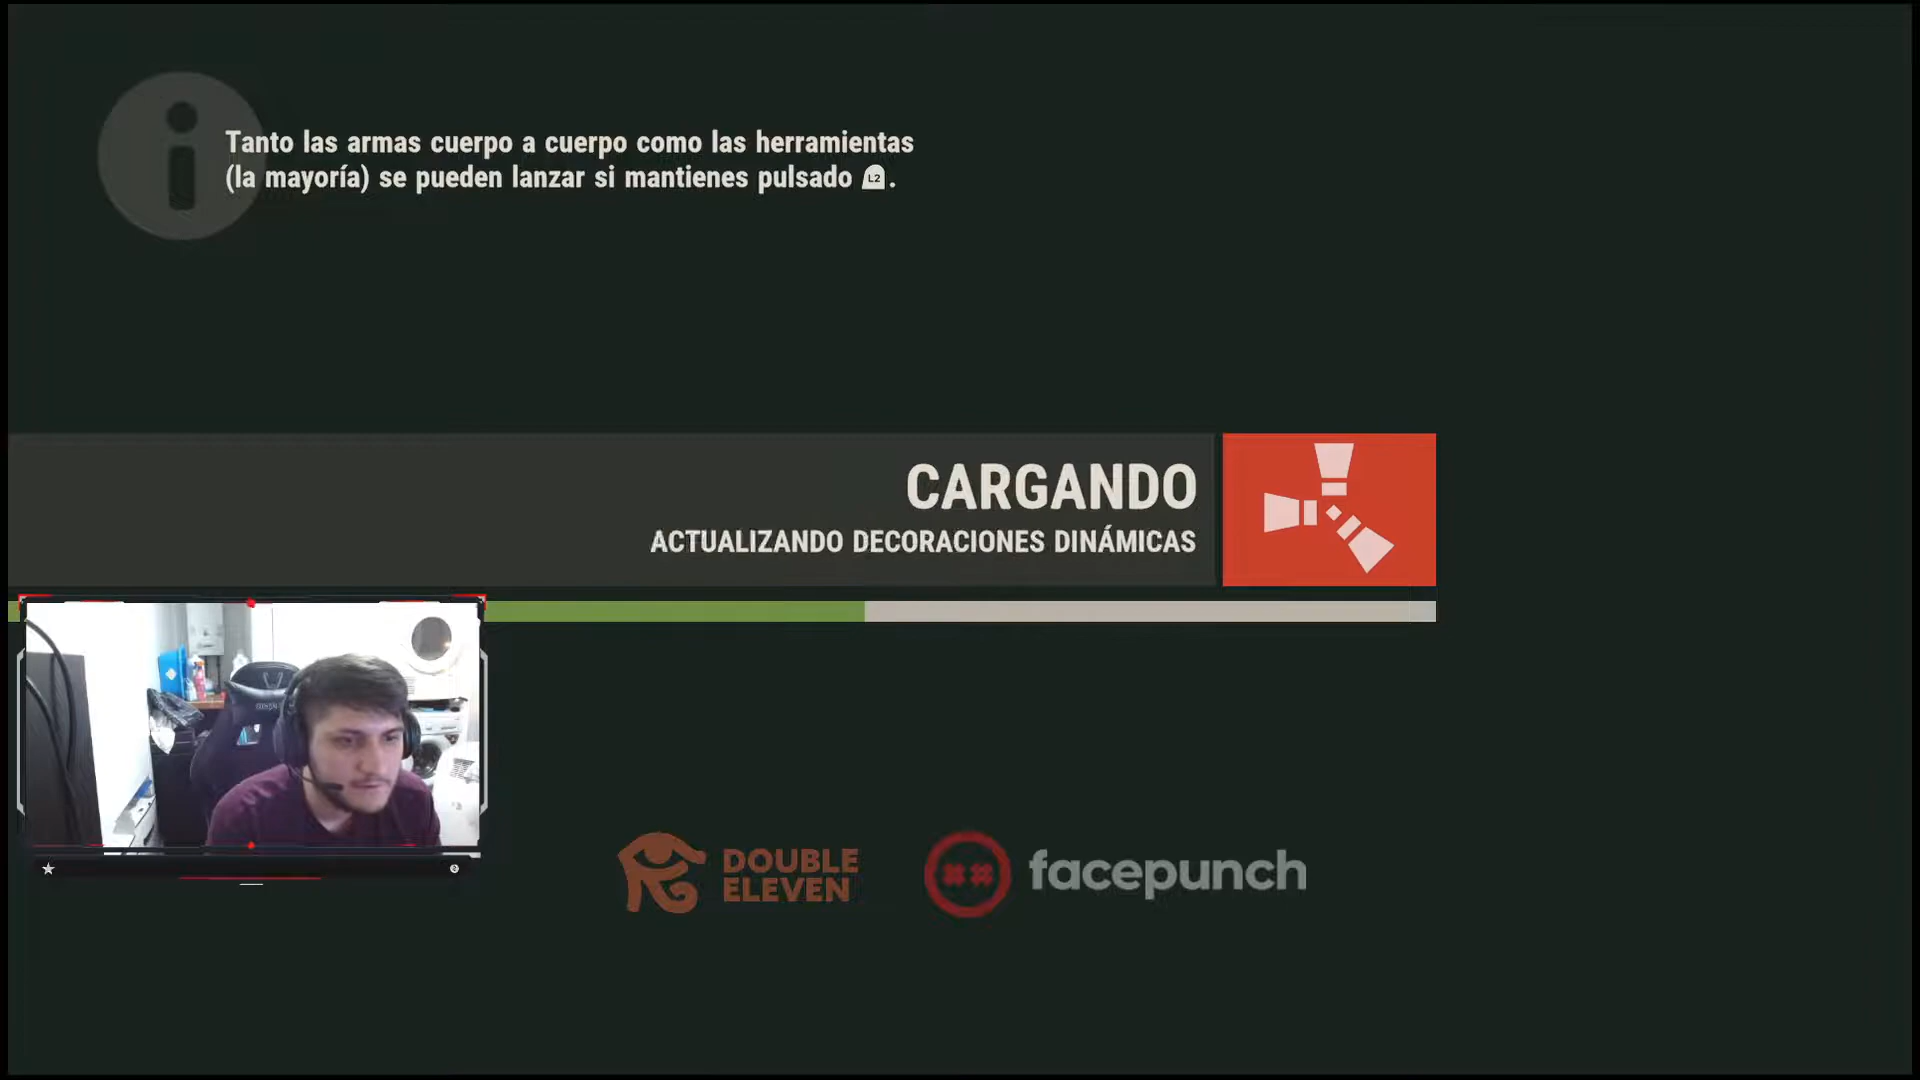 Tanto las armas cuerpo a cuerpo como las herramientas
(la mayoría) se pueden lanzar si mantienes pulsado L2.
CARGANDO
ACTUALIZANDO DECORACIONES DINÁMICAS
DOUBLE
ELEVEN
facepunch